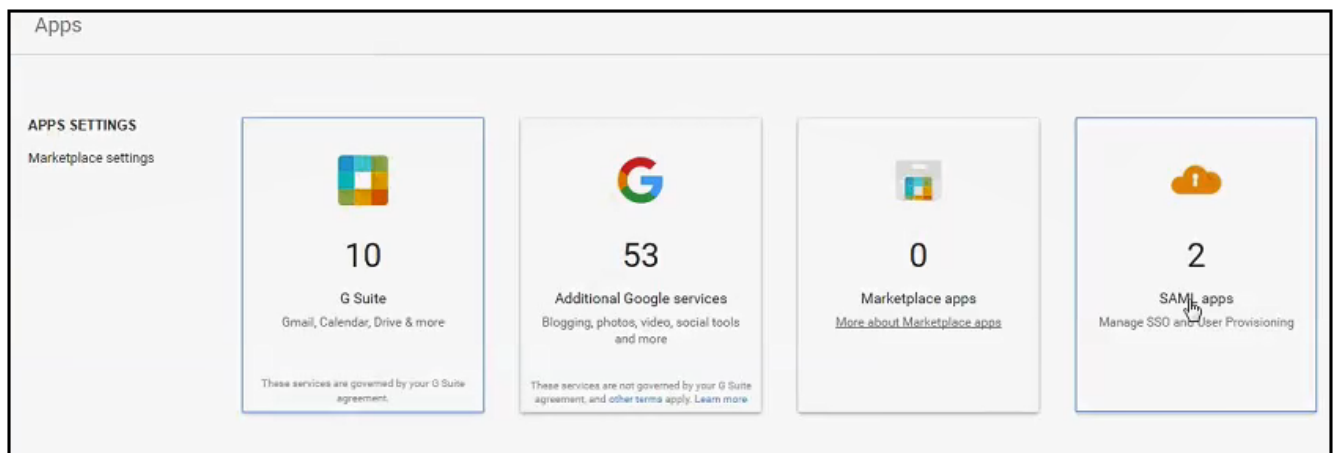 Apps
APPS SETTINGS
Marketplace settings
10
G Suite
Gmail, Calendar, Drive & more
These services are governed by your G Suite
agreement.
53
Additional Google services
Blogging, photos, video, social tools
and more
These services are not governed by your G Suite
agreement, and other terms apply. Learn more
0
Marketplace apps
More about Marketplace apps
2
SAML apps
Manage SSO and User Provisioning